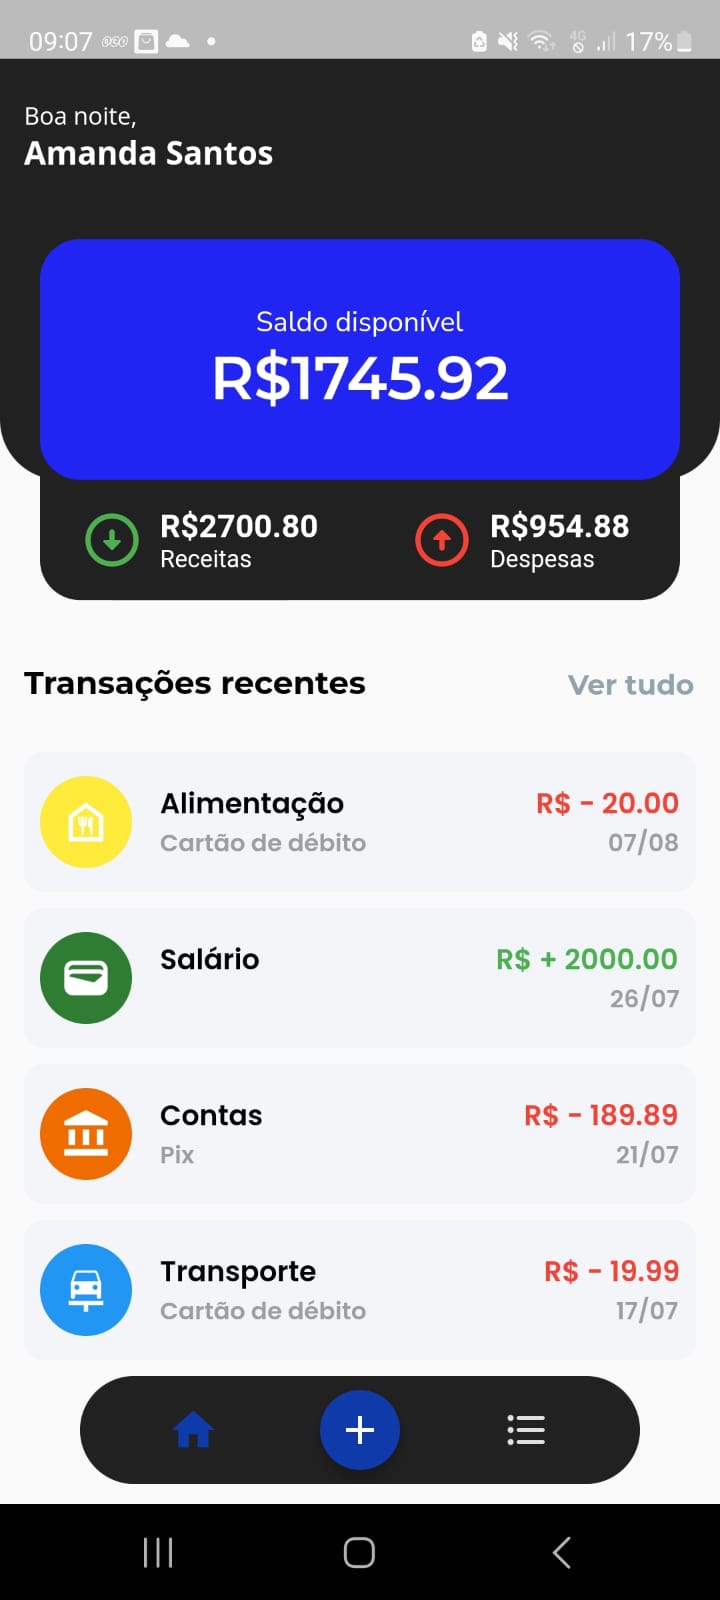 09:07
4G
17%
Boa noite,
Amanda Santos
Saldo disponível
R$1745.92
R$2700.80
Receitas
R$954.88
Despesas
Transações recentes
Ver tudo
Alimentação
R$ - 20.00
Cartão de débito
07/08
Salário
R$ + 2000.00
26/07
Contas
R$ - 189.89
Pix
21/07
Transporte
R$ - 19.99
Cartão de débito
17/07